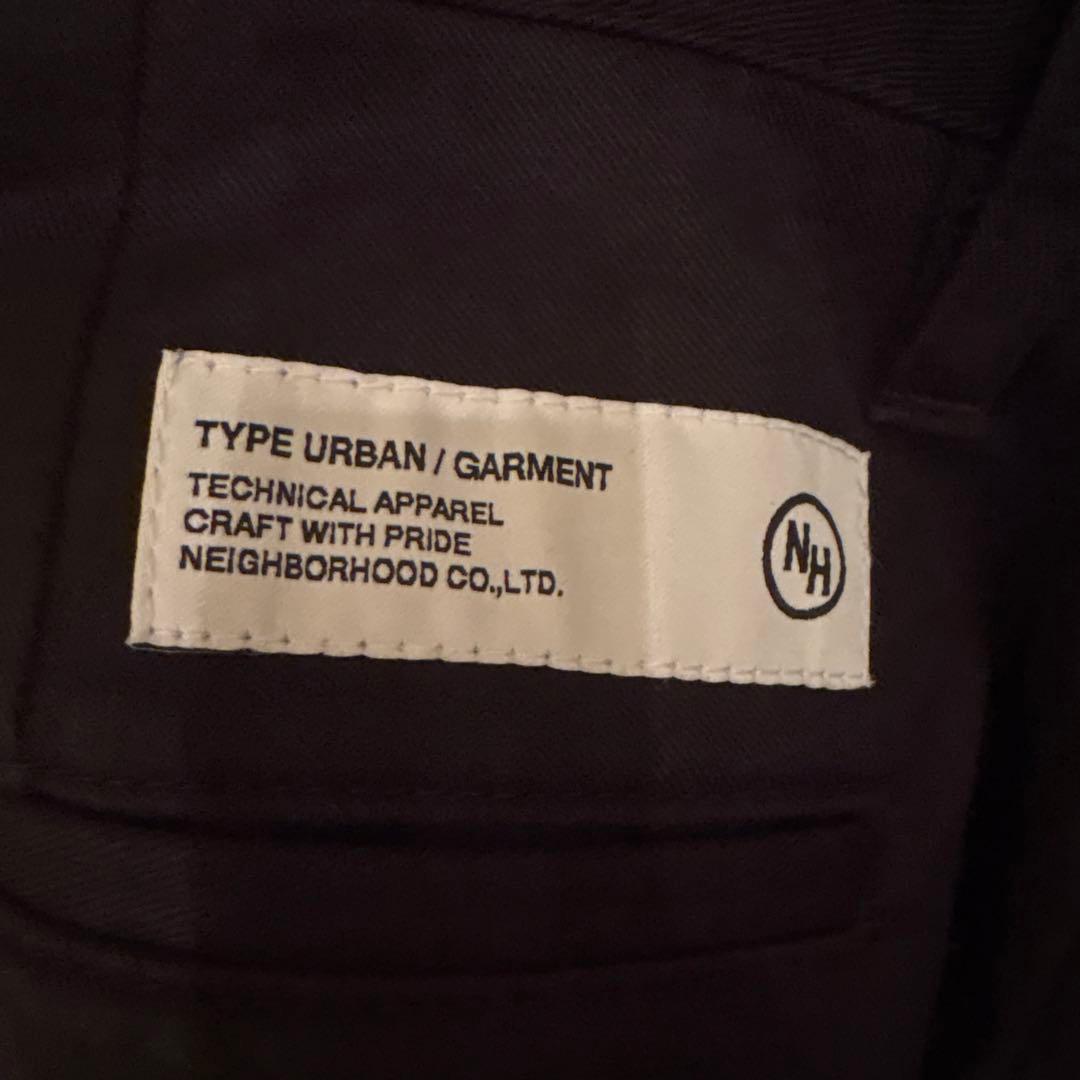 TYPE URBAN / GARMENT
TECHNICAL APPAREL
CRAFT WITH PRIDE
NEIGHBORHOOD CO.,LTD.
NH